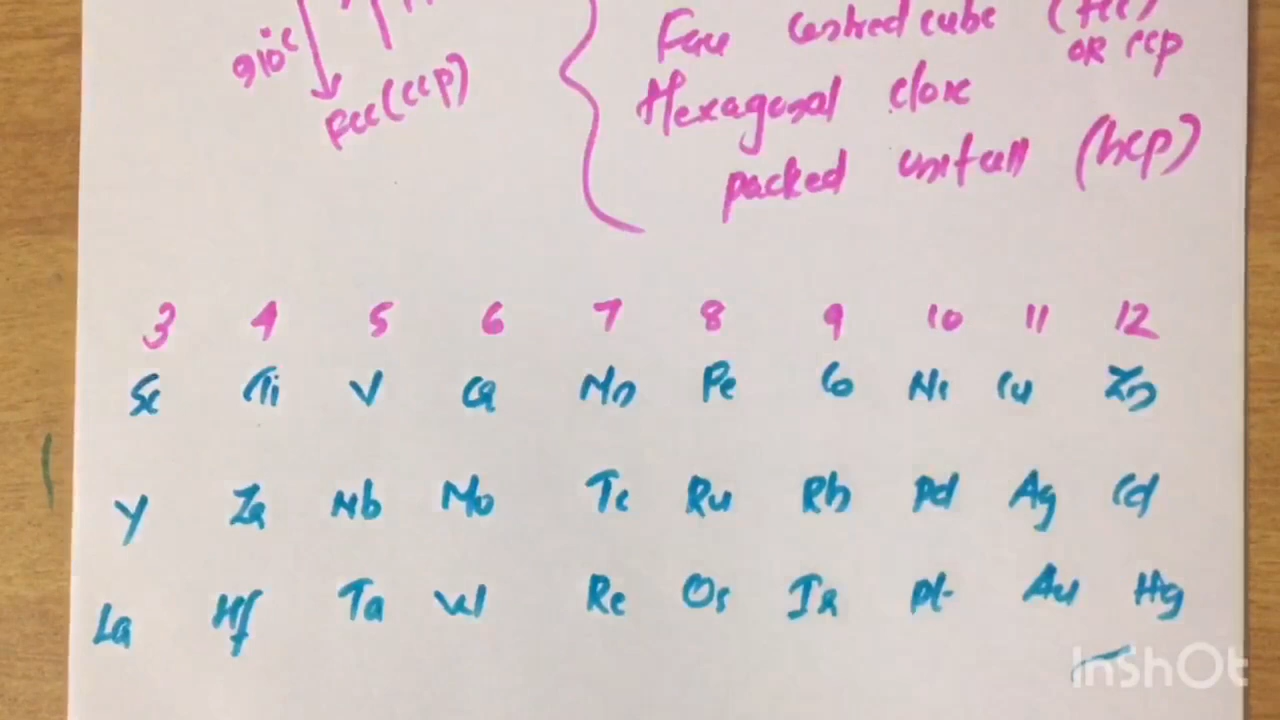 Face centred cube (fcc)
OR ccp
910°C
Fcc(ccp)
Hexagonal close
packed unit cell (hcp)
3 4 5 6 7 8 9 10 11 12
Sc Ti V Cr Mn Fe Co Ni Cu Zn
Y Zr Nb Mo Tc Ru Rh Pd Ag Cd
La Hf Ta W Re Os Ir Pt Au Hg
InShOt